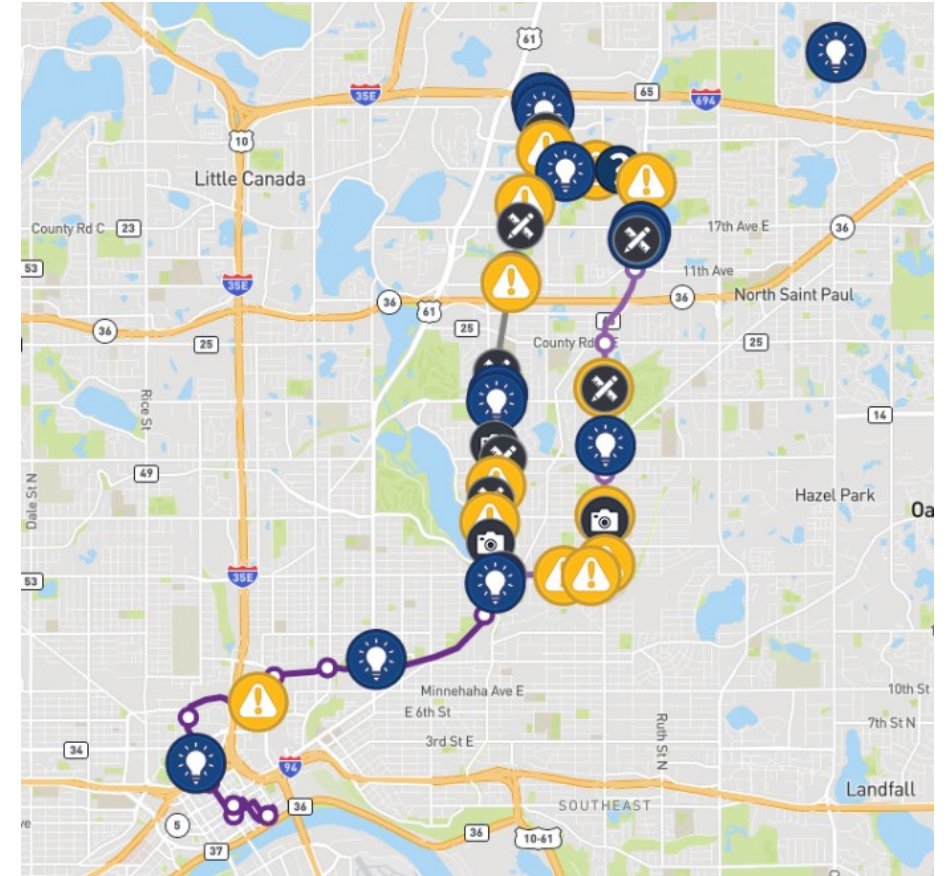 61
35E
65
694
10
Little Canada
County Rd C
23
17th Ave E
36
53
11th Ave
35E
36
36
North Saint Paul
61
36
25
County Rd
25
25
Rice St
14
49
Hazel Park
Dale St N
Oa
53
35E
Minnehaha Ave E
10th St
E 6th St
7th St N
Ruth St N
3rd St E
34
94
Landfall
36
SOUTHEAST
5
36
10-61
37